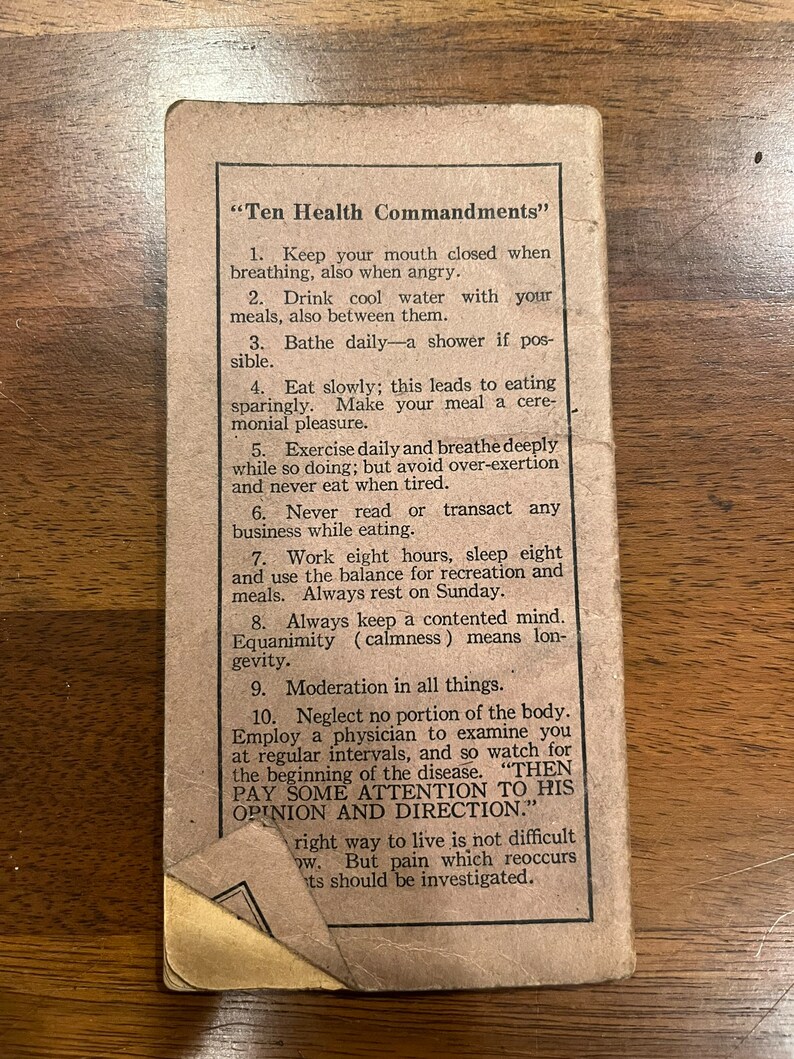 “Ten Health Commandments”
1. Keep your mouth closed when
breathing, also when angry.
2. Drink cool water with your
meals, also between them.
3. Bathe daily—a shower if pos-
sible.
4. Eat slowly; this leads to eating
sparingly. Make your meal a cere-
monial pleasure.
5. Exercise daily and breathe deeply
while so doing; but avoid over-exertion
and never eat when tired.
6. Never read or transact any
business while eating.
7. Work eight hours, sleep eight
and use the balance for recreation and
meals. Always rest on Sunday.
8. Always keep a contented mind.
Equanimity (calmness) means lon-
gevity.
9. Moderation in all things.
10. Neglect no portion of the body.
Employ a physician to examine you
at regular intervals, and so watch for
the beginning of the disease. “THEN
PAY SOME ATTENTION TO HIS
OPINION AND DIRECTION.”
right way to live is not difficult
But pain which reoccurs
should be investigated.